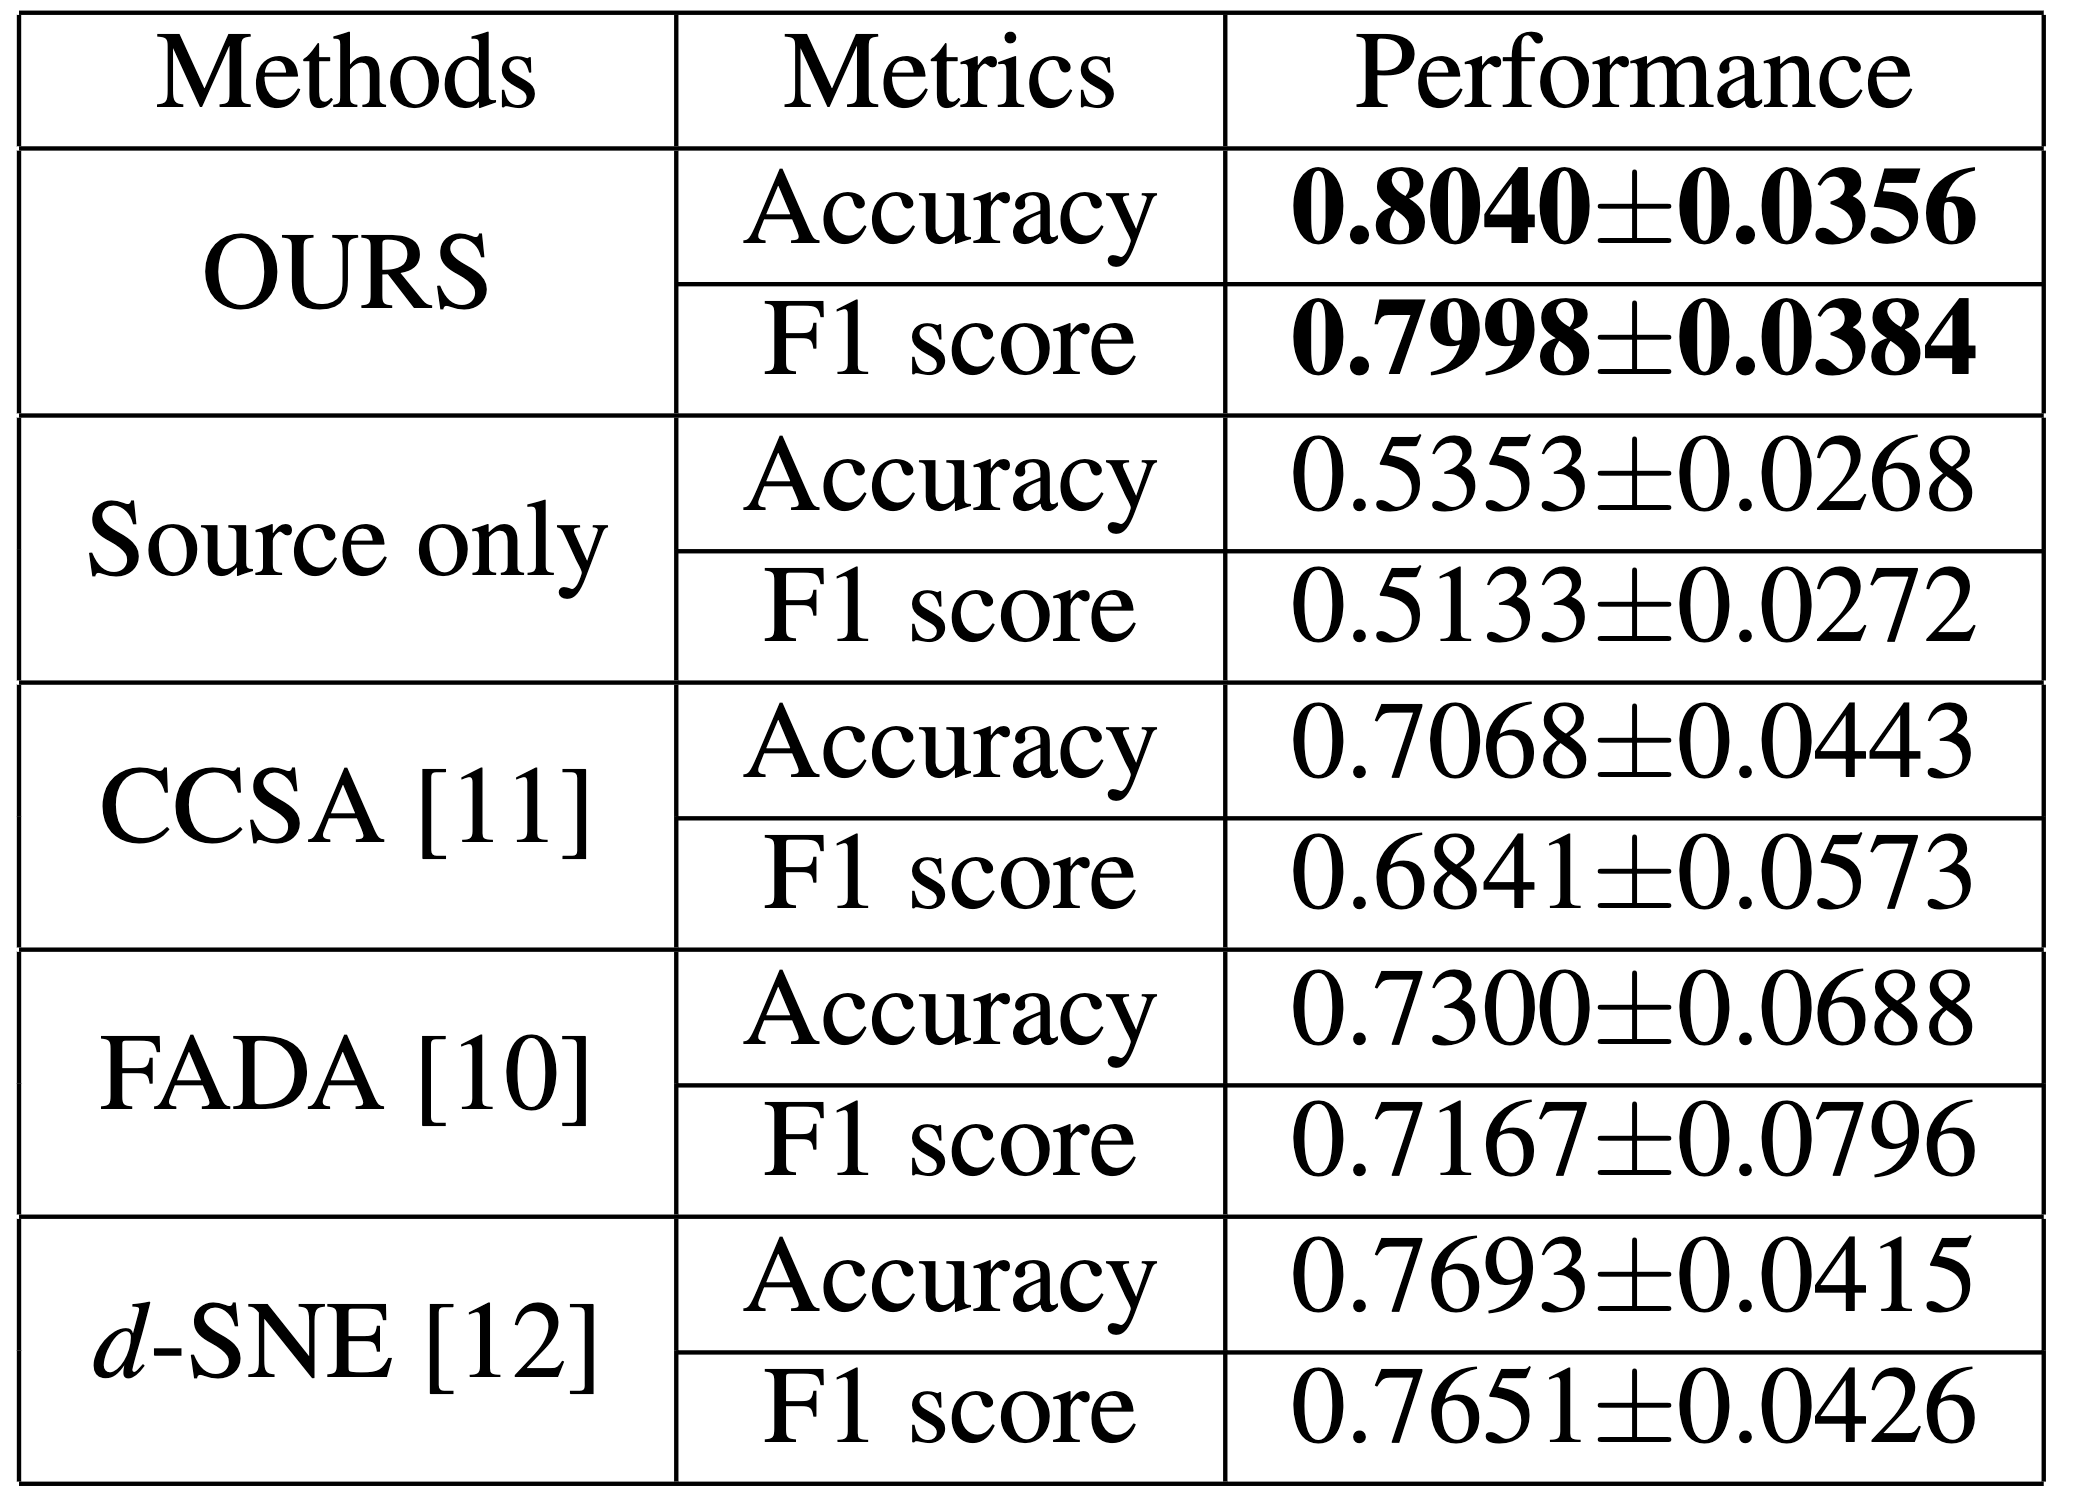 Methods Metrics Performance
OURS Accuracy 0.8040±0.0356
F1 score 0.7998±0.0384
Source only Accuracy 0.5353±0.0268
F1 score 0.5133±0.0272
CCSA [11] Accuracy 0.7068±0.0443
F1 score 0.6841±0.0573
FADA [10] Accuracy 0.7300±0.0688
F1 score 0.7167±0.0796
d-SNE [12] Accuracy 0.7693±0.0415
F1 score 0.7651±0.0426